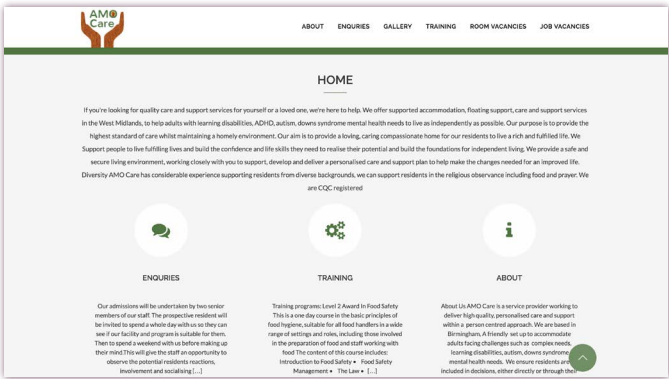 AMO
Care
ABOUT ENQURIES GALLERY TRAINING ROOM VACANCIES JOB VACANCIES
HOME
If you're looking for quality care and support services for yourself or a loved one, we're here to help. We offer supported accommodation, floating support, care and support services
in the West Midlands, to help adults with learning disabilities, ADHD, autism, downs syndrome mental health needs to live as independently as possible. Our purpose is to provide the
highest standard of care whilst maintaining a homely environment. Our aim is to provide a loving, caring compassionate home for our residents to live a rich and fulfilled life. We
Support people to live fulfilling lives and build the confidence and life skills they need to realise their potential and build the foundations for independent living. We provide a safe and
secure living environment, working closely with you to support, develop and deliver a personalised care and support plan to help make the changes needed for an improved life.
Diversity AMO Care has considerable experience supporting residents from diverse backgrounds, we can support residents in the religious observance including food and prayer. We
are CQC registered
ENQURIES
Our admissions will be undertaken by two senior
members of our staff. The prospective resident will
be invited to spend a whole day with us so they can
see if our facility and program is suitable for them.
Then to spend a weekend with us before making up
their mind.This will give the staff an opportunity to
observe the potential residents reactions,
involvement and socialising [...]
TRAINING
Training programs: Level 2 Award In Food Safety
This is a one day course in the basic principles of
food hygiene, suitable for all food handlers in a wide
range of settings and roles, including those involved
in the preparation of food and staff working with
food The content of this course includes:
Introduction to Food Safety • Food Safety
Management • The Law • [...]
ABOUT
About Us AMO Care is a service provider working to
deliver high quality, personalised care and support
within a person centred approach. We are based in
Birmingham, A friendly set up to accommodate
adults facing challenges such as complex needs,
learning disabilities, autism, downs syndrome
mental health needs. We ensure residents are
included in decisions, either directly or through their